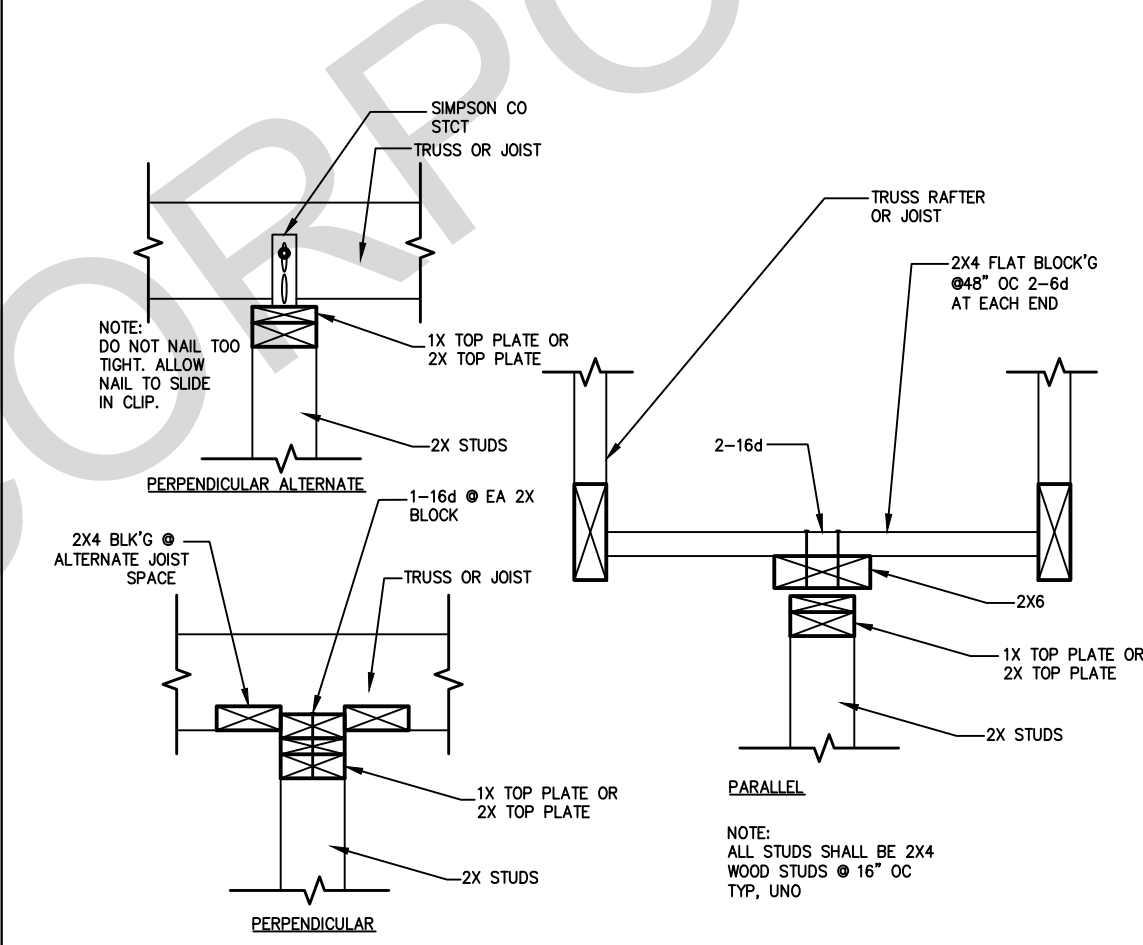 SIMPSON CO
STCT
TRUSS OR JOIST
NOTE:
DO NOT NAIL TOO
TIGHT. ALLOW
NAIL TO SLIDE
IN CLIP.
1X TOP PLATE OR
2X TOP PLATE
2X STUDS
PERPENDICULAR ALTERNATE
1-16d @ EA 2X
BLOCK
2X4 BLK'G @
ALTERNATE JOIST
SPACE
TRUSS OR JOIST
1X TOP PLATE OR
2X TOP PLATE
2X STUDS
PERPENDICULAR
TRUSS RAFTER
OR JOIST
2X4 FLAT BLOCK'G
@48" OC 2-6d
AT EACH END
2-16d
2X6
1X TOP PLATE OR
2X TOP PLATE
2X STUDS
PARALLEL
NOTE:
ALL STUDS SHALL BE 2X4
WOOD STUDS @ 16" OC
TYP, UNO
ORPO